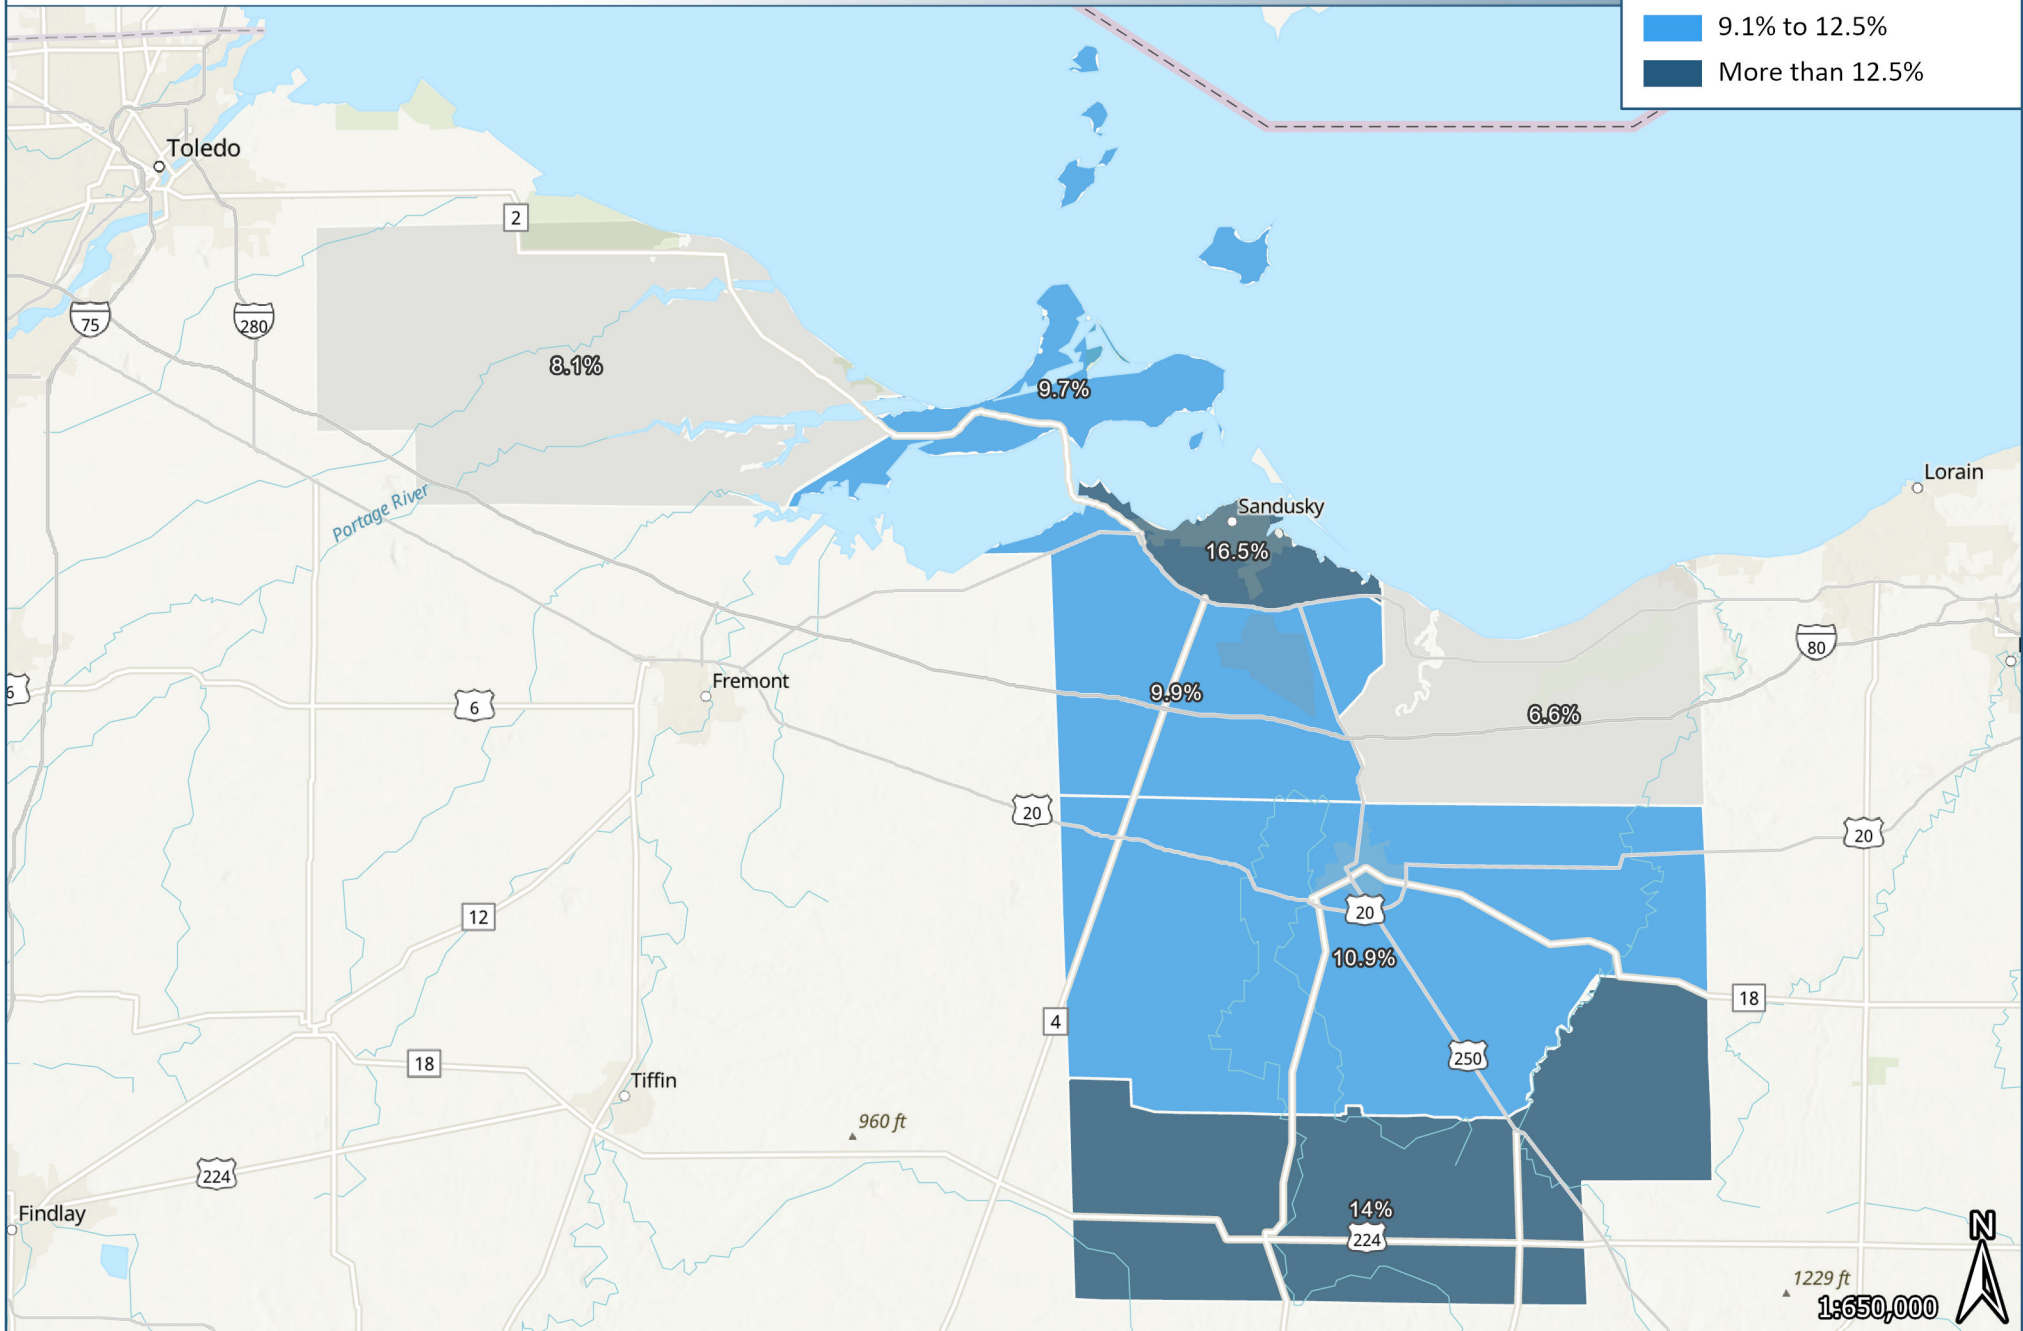 9.1% to 12.5%
More than 12.5%
Toledo
2
75
280
8.1%
9.7%
Lorain
Portage River
Sandusky
16.5%
80
6
Fremont
6
9.9%
6.6%
20
20
12
20
10.9%
18
4
18
250
Tiffin
960 ft
224
14%
224
Findlay
N
1229 ft
1:650,000